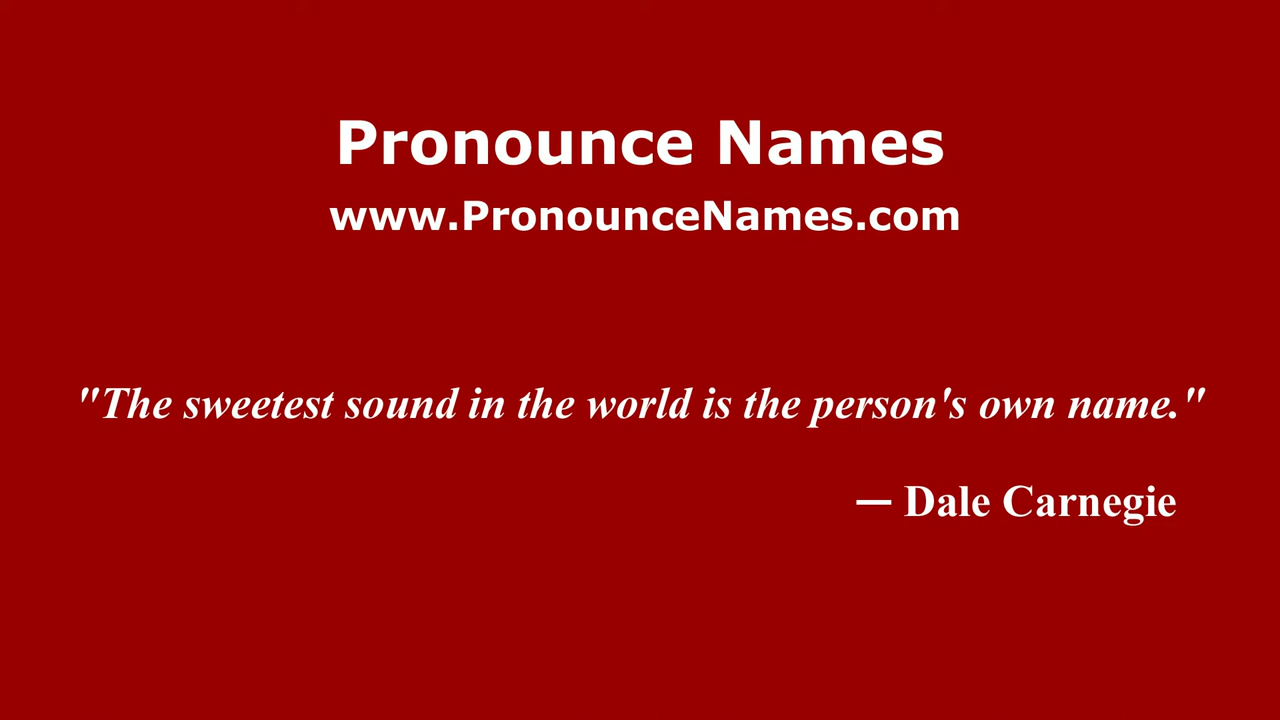 Pronounce Names
www.PronounceNames.com
"The sweetest sound in the world is the person's own name."
— Dale Carnegie